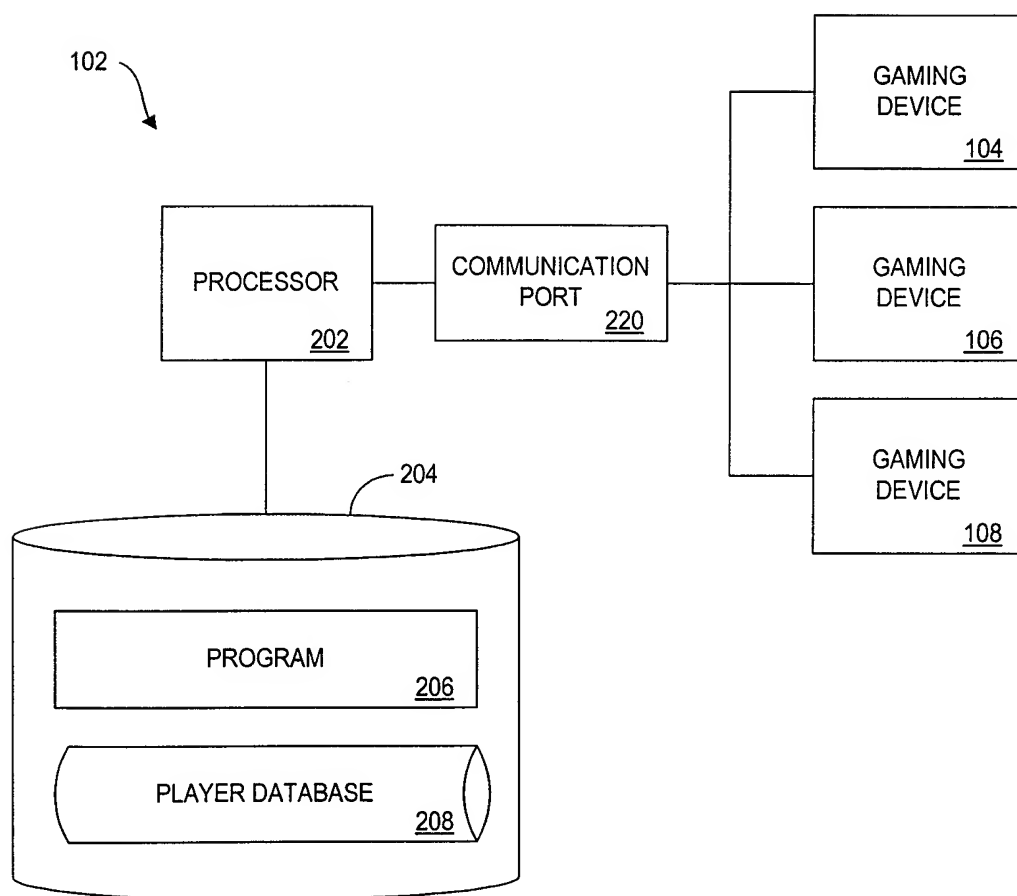 102
GAMING
DEVICE
104
PROCESSOR
202
COMMUNICATION
PORT
220
GAMING
DEVICE
106
GAMING
DEVICE
108
204
PROGRAM
206
PLAYER DATABASE
208